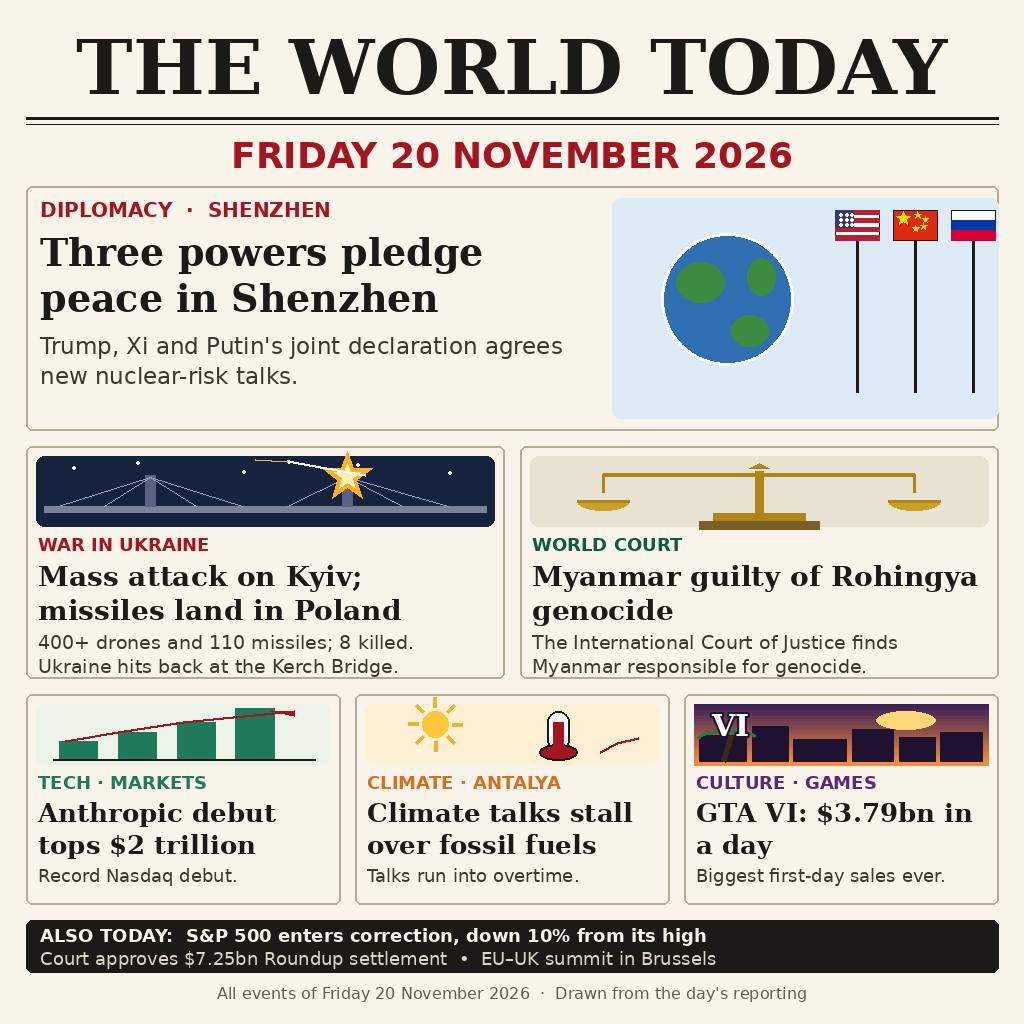 THE WORLD TODAY
FRIDAY 20 NOVEMBER 2026
DIPLOMACY · SHENZHEN
Three powers pledge
peace in Shenzhen
Trump, Xi and Putin's joint declaration agrees
new nuclear-risk talks.
WAR IN UKRAINE
Mass attack on Kyiv;
missiles land in Poland
400+ drones and 110 missiles; 8 killed.
Ukraine hits back at the Kerch Bridge.
WORLD COURT
Myanmar guilty of Rohingya
genocide
The International Court of Justice finds
Myanmar responsible for genocide.
TECH · MARKETS
Anthropic debut
tops $2 trillion
Record Nasdaq debut.
CLIMATE · ANTALYA
Climate talks stall
over fossil fuels
Talks run into overtime.
VI
CULTURE · GAMES
GTA VI: $3.79bn in
a day
Biggest first-day sales ever.
ALSO TODAY: S&P 500 enters correction, down 10% from its high
Court approves $7.25bn Roundup settlement • EU–UK summit in Brussels
All events of Friday 20 November 2026 · Drawn from the day's reporting